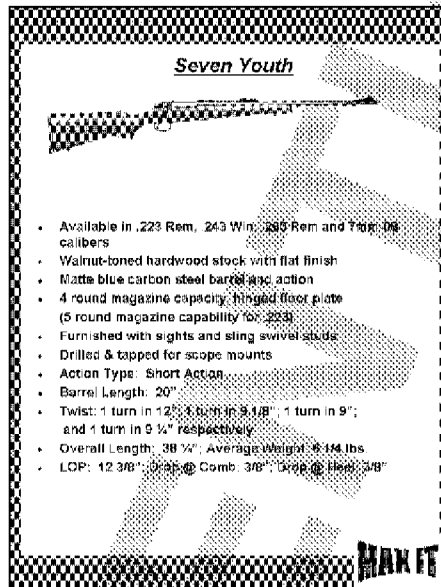 Seven Youth
Available in .223 Rem, .243 Win, .260 Rem and 7mm-08
calibers
Walnut-toned hardwood stock with flat finish
Matte blue carbon steel barrel and action
4 round magazine capacity, hinged floor plate
(5 round magazine capability for .223)
Furnished with sights and sling swivel studs
Drilled & tapped for scope mounts
Action Type: Short Action
Barrel Length: 20"
Twist: 1 turn in 12"; 1 turn in 9 1/8"; 1 turn in 9";
and 1 turn in 9 ¼" respectively
Overall Length: 38 ¼"; Average Weight: 6 1/4 lbs.
LOP: 12 3/8"; Drop @ Comb: 3/8"; Drop @ Heel: 3/8"